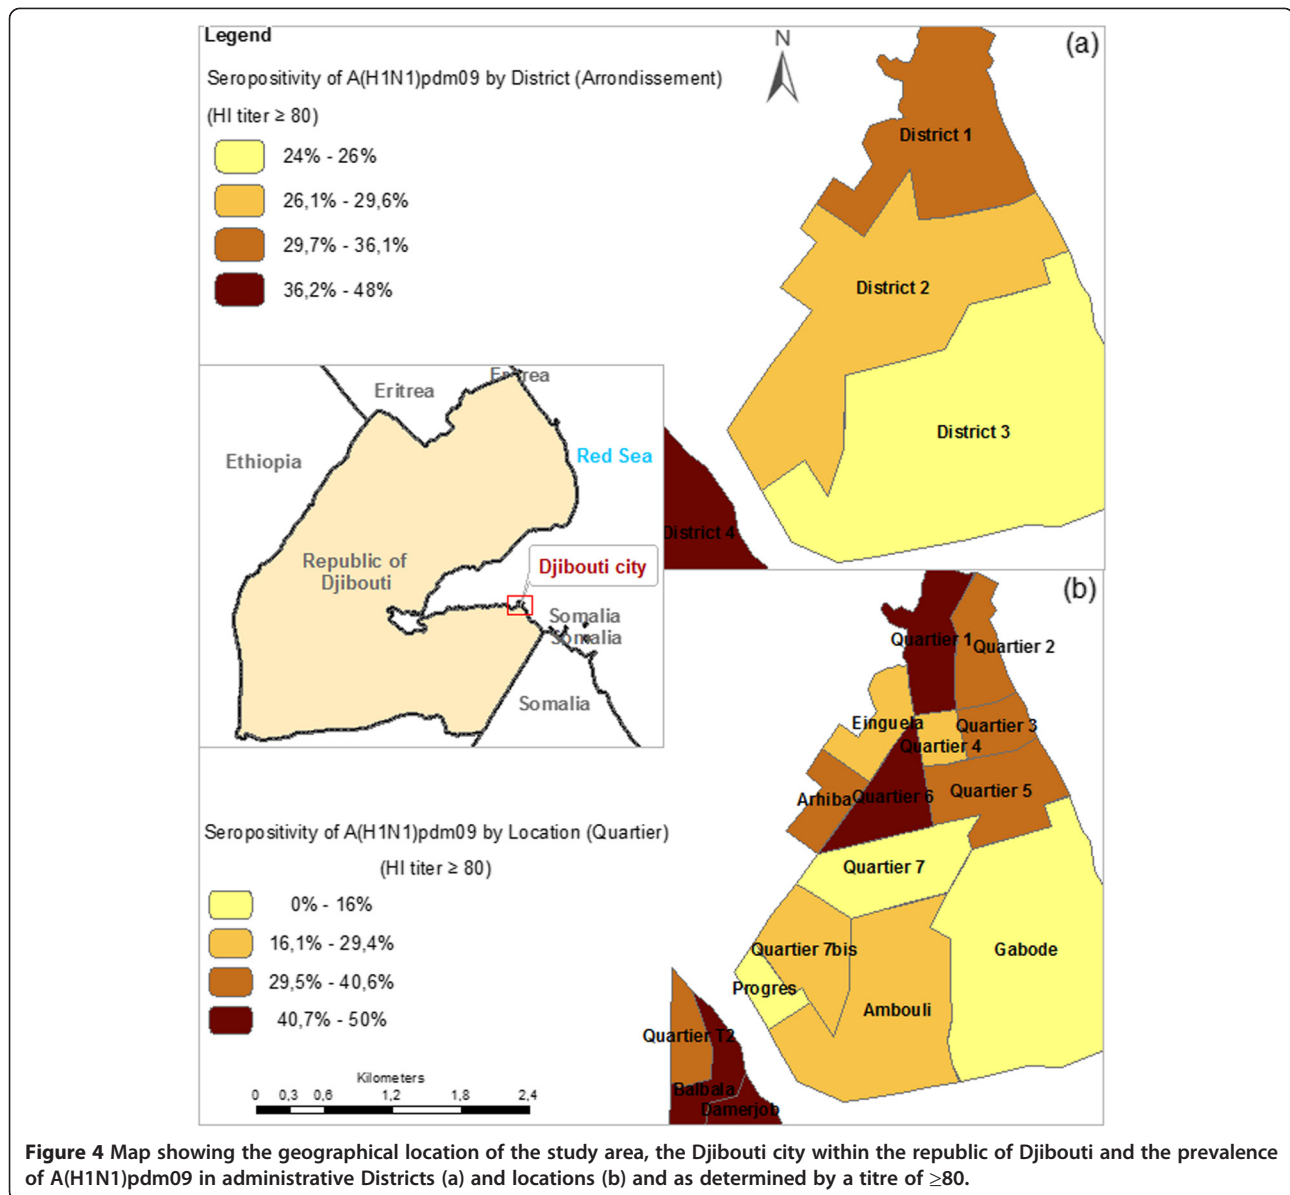 Legend
Seropositivity of A(H1N1)pdm09 by District (Arrondissement)
(HI titer ≥ 80)
24% - 26%
26,1% - 29,6%
29,7% - 36,1%
36,2% - 48%
N
(a)
District 1
District 2
District 3
District 4
Eritrea
Eritrea
Ethiopia
Red Sea
Republic of
Djibouti
Djibouti city
Somalia
Somalia
Somalia
(b)
Quartier 1
Quartier 2
Einguela
Quartier 3
Quartier 4
Arhiba
Quartier 6
Quartier 5
Quartier 7
Quartier 7bis
Gabode
Progres
Ambouli
Quartier T2
Balbala
Damerjob
Seropositivity of A(H1N1)pdm09 by Location (Quartier)
(HI titer ≥ 80)
0% - 16%
16,1% - 29,4%
29,5% - 40,6%
40,7% - 50%
Kilometers
0 0,3 0,6 1,2 1,8 2,4
Figure 4 Map showing the geographical location of the study area, the Djibouti city within the republic of Djibouti and the prevalence
of A(H1N1)pdm09 in administrative Districts (a) and locations (b) and as determined by a titre of ≥80.